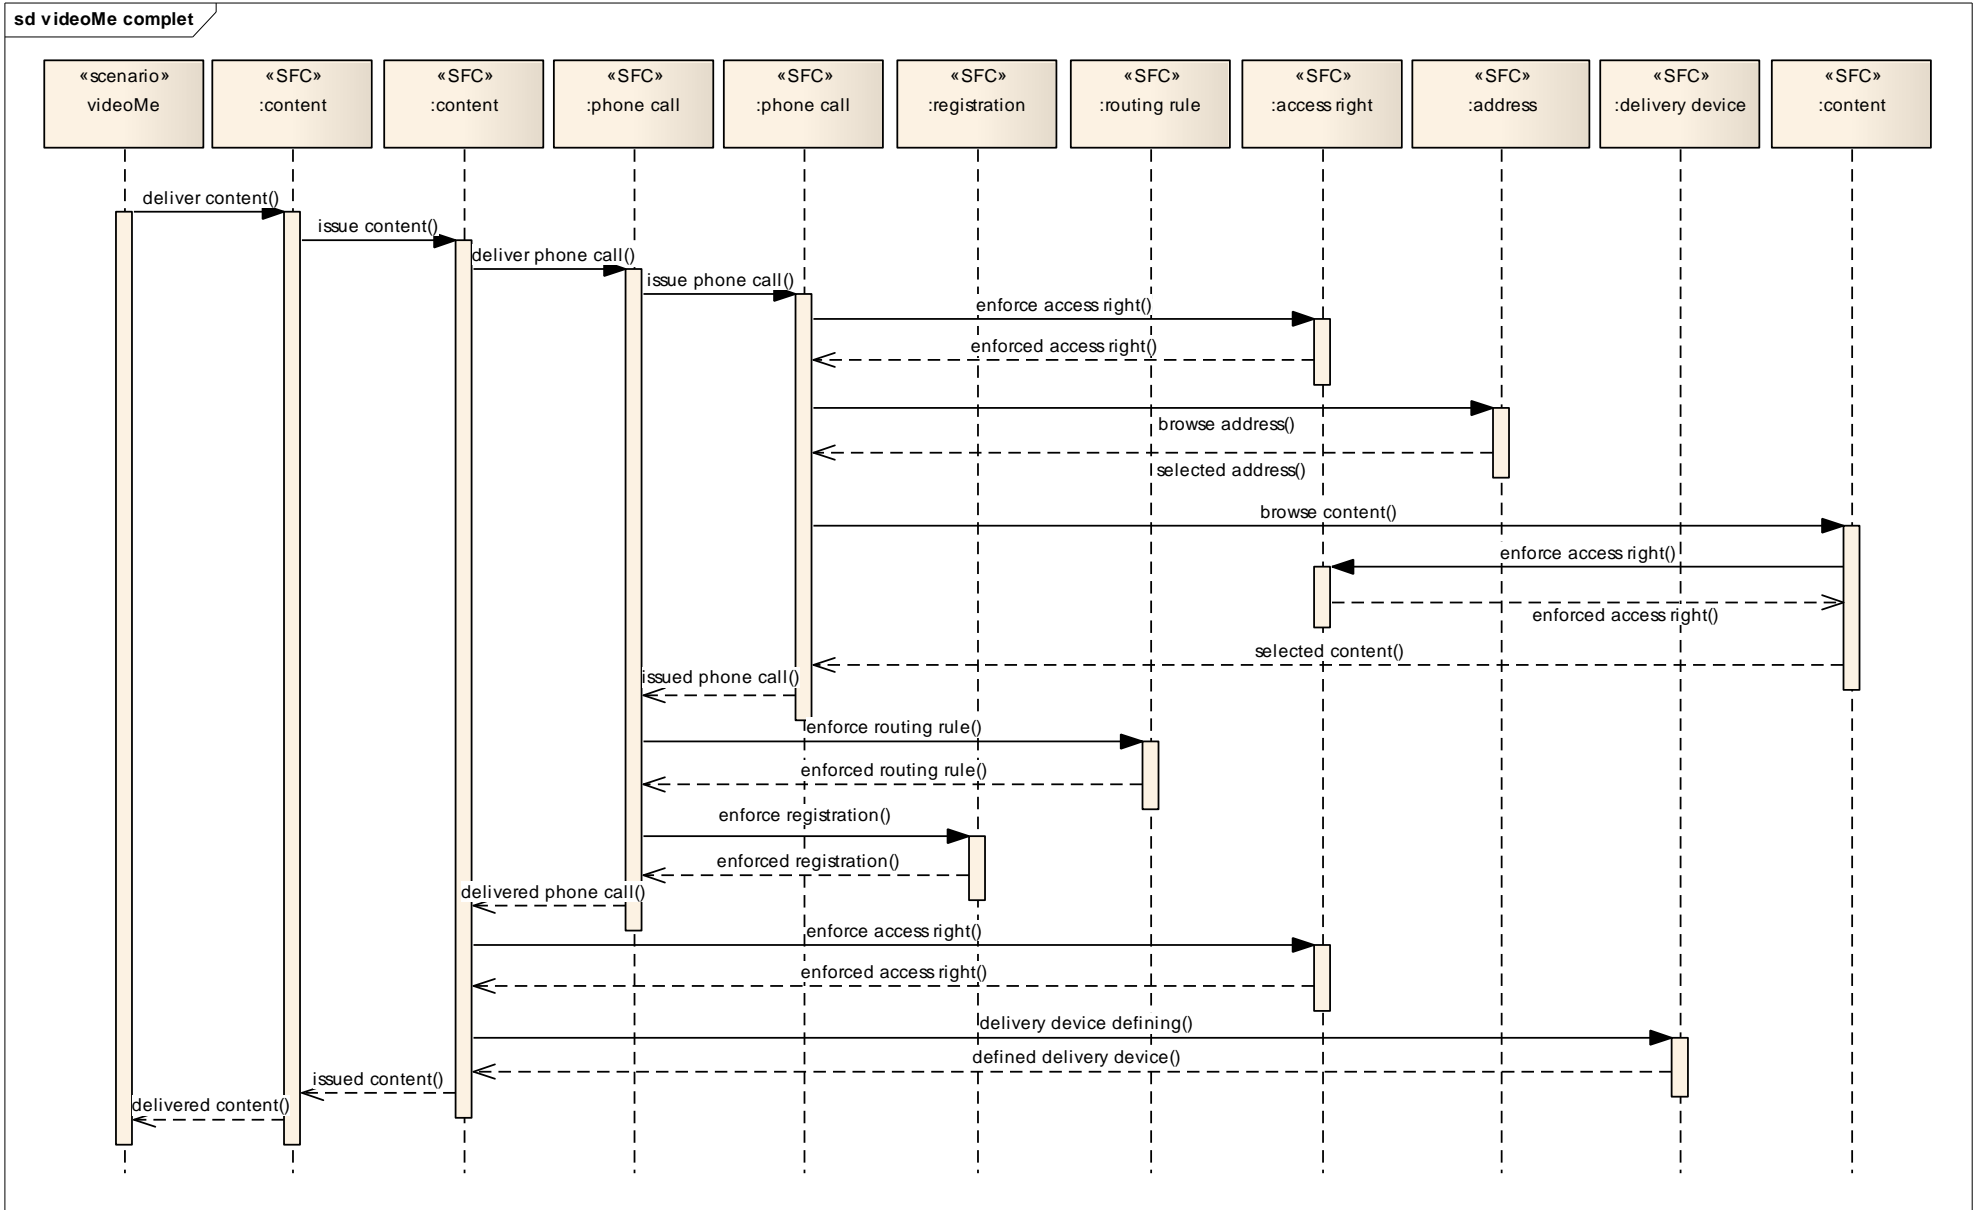 sd videoMe complet
«scenario»
videoMe
«SFC»
:content
«SFC»
:content
«SFC»
:phone call
«SFC»
:phone call
«SFC»
:registration
«SFC»
:routing rule
«SFC»
:access right
«SFC»
:address
«SFC»
:delivery device
«SFC»
:content
deliver content()
issue content()
deliver phone call()
issue phone call()
enforce access right()
enforced access right()
browse address()
selected address()
browse content()
enforce access right()
enforced access right()
selected content()
issued phone call()
enforce routing rule()
enforced routing rule()
enforce registration()
enforced registration()
delivered phone call()
enforce access right()
enforced access right()
delivery device defining()
defined delivery device()
issued content()
delivered content()